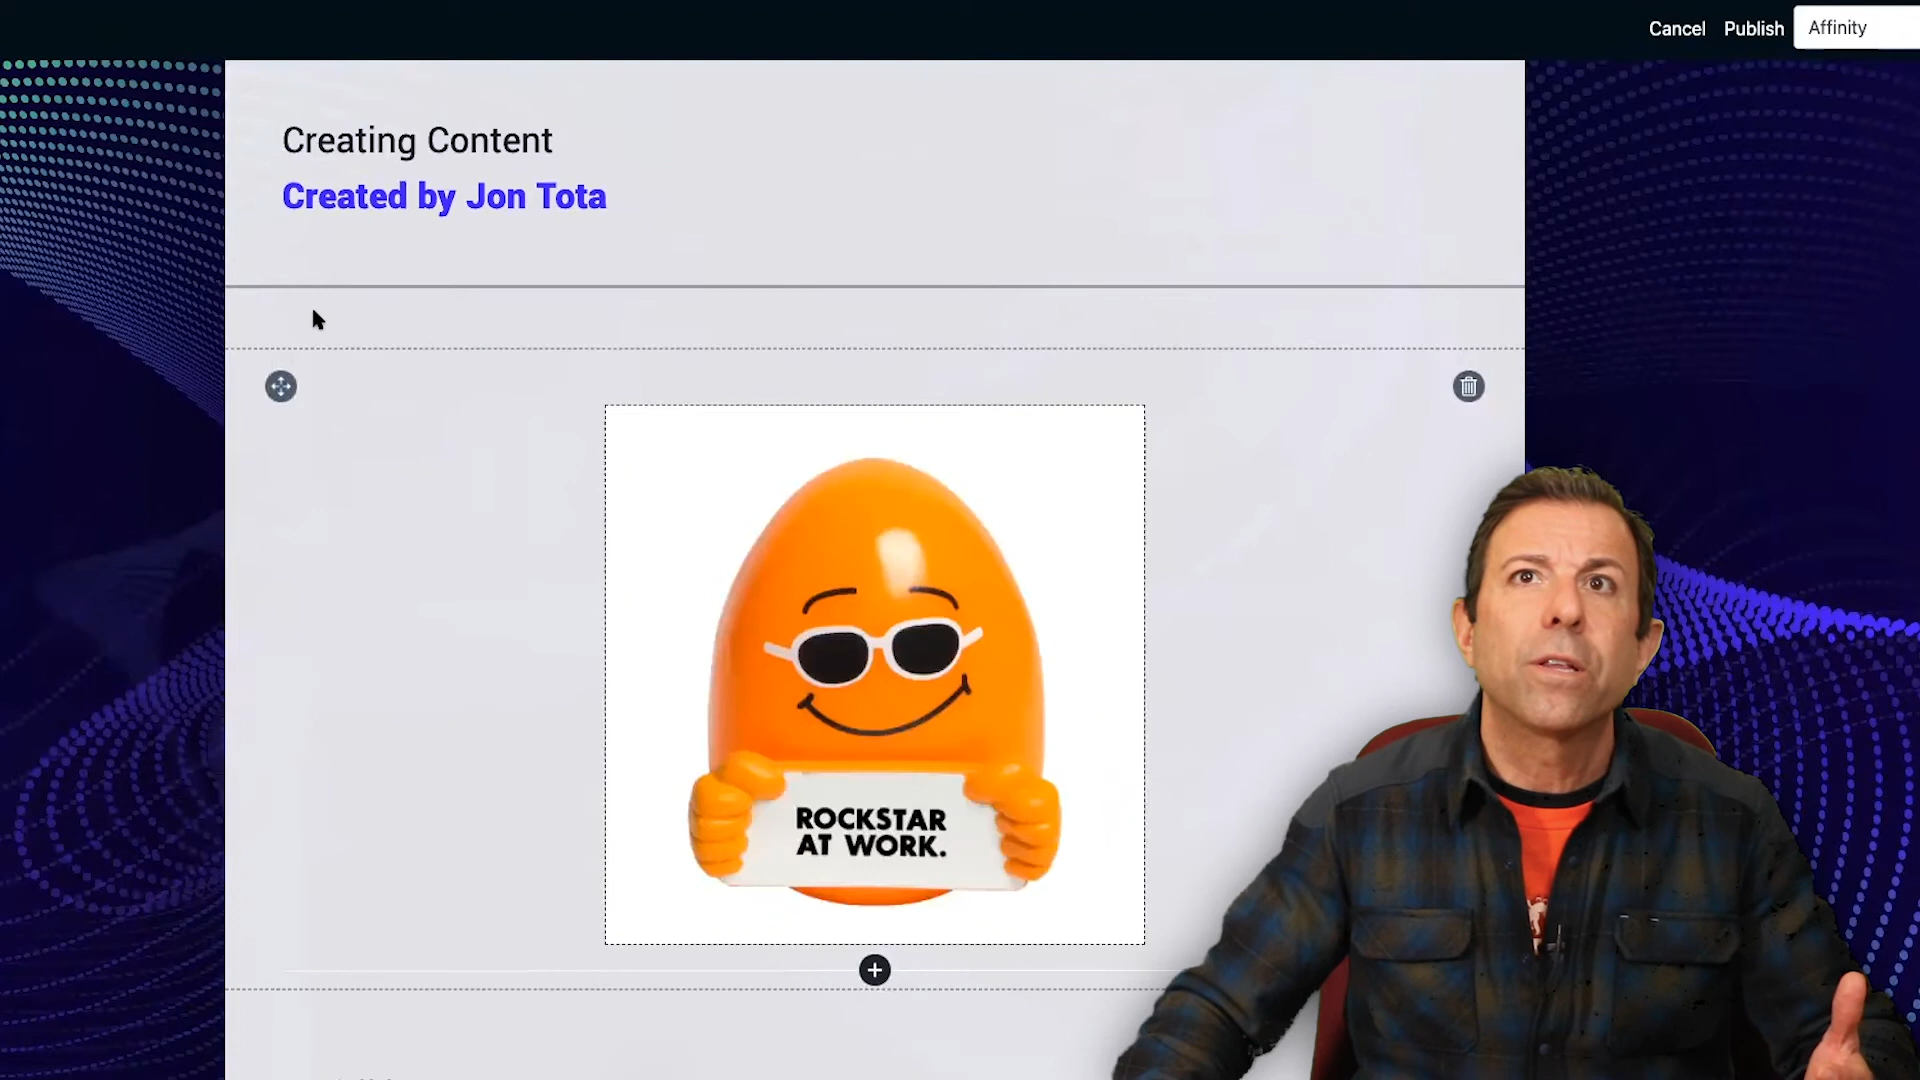 Cancel Publish Affinity
Creating Content
Created by Jon Tota
ROCKSTAR
AT WORK.